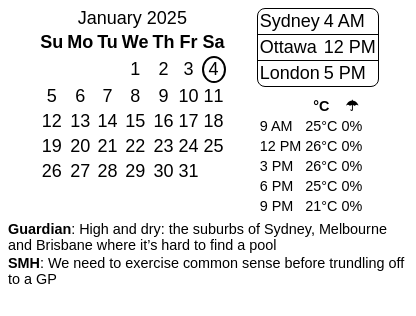 January 2025
Su Mo Tu We Th Fr Sa
1 2 3 4
5 6 7 8 9 10 11
12 13 14 15 16 17 18
19 20 21 22 23 24 25
26 27 28 29 30 31
Sydney 4 AM
Ottawa 12 PM
London 5 PM
°C ☂
9 AM 25°C 0%
12 PM 26°C 0%
3 PM 26°C 0%
6 PM 25°C 0%
9 PM 21°C 0%
Guardian: High and dry: the suburbs of Sydney, Melbourne
and Brisbane where it’s hard to find a pool
SMH: We need to exercise common sense before trundling off
to a GP